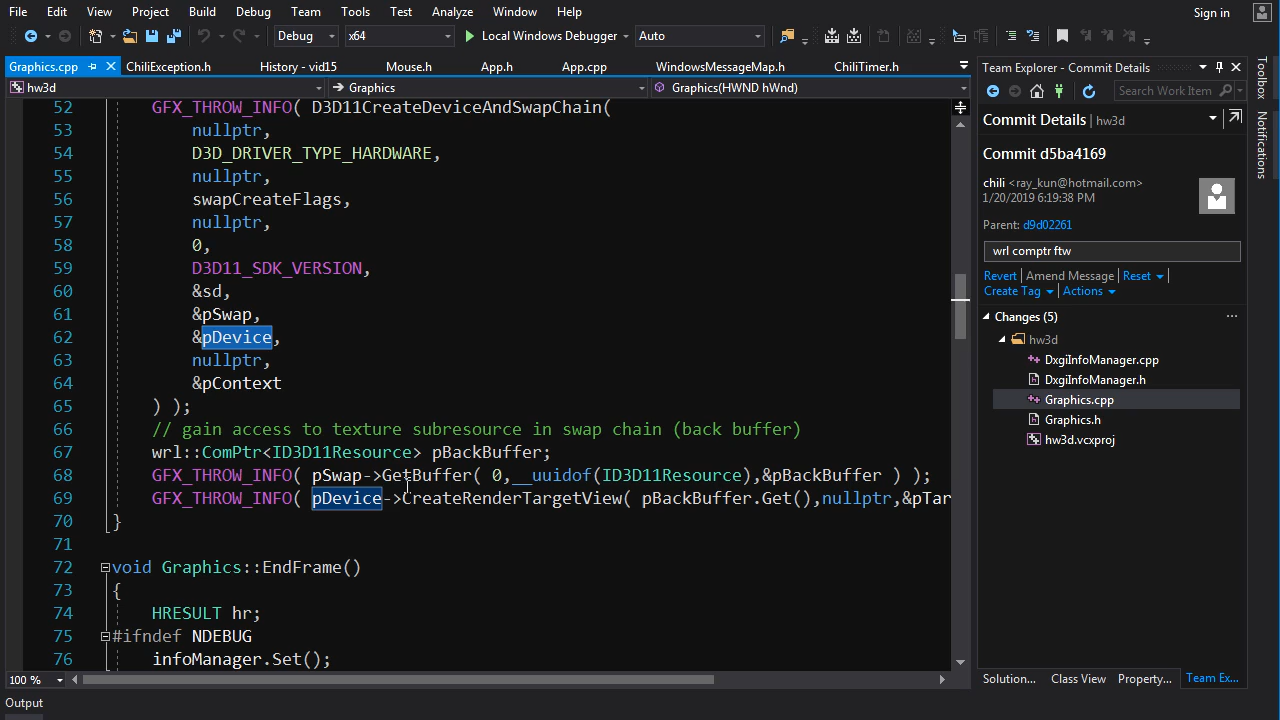 File Edit View Project Build Debug Team Tools Test Analyze Window Help Sign in
Debug x64 Local Windows Debugger Auto
Graphics.cpp ChiliException.h History - vid15 Mouse.h App.h App.cpp WindowsMessageMap.h ChiliTimer.h
hw3d Graphics Graphics(HWND hWnd)
52 GFX_THROW_INFO( D3D11CreateDeviceAndSwapChain(
53 nullptr,
54 D3D_DRIVER_TYPE_HARDWARE,
55 nullptr,
56 swapCreateFlags,
57 nullptr,
58 0,
59 D3D11_SDK_VERSION,
60 &sd,
61 &pSwap,
62 &pDevice,
63 nullptr,
64 &pContext
65 ) );
66 // gain access to texture subresource in swap chain (back buffer)
67 wrl::ComPtr<ID3D11Resource> pBackBuffer;
68 GFX_THROW_INFO( pSwap->GetBuffer( 0,__uuidof(ID3D11Resource),&pBackBuffer ) );
69 GFX_THROW_INFO( pDevice->CreateRenderTargetView( pBackBuffer.Get(),nullptr,&pTar
70 }
71
72 void Graphics::EndFrame()
73 {
74 HRESULT hr;
75 #ifndef NDEBUG
76 infoManager.Set();
100 %
Output
Team Explorer - Commit Details
Search Work Item
Commit Details | hw3d
Commit d5ba4169
chili <ray_kun@hotmail.com>
1/20/2019 6:19:38 PM
Parent: d9d02261
wrl comptr ftw
Revert | Amend Message | Reset |
Create Tag | Actions
Changes (5) ...
hw3d
DxgiInfoManager.cpp
DxgiInfoManager.h
Graphics.cpp
Graphics.h
hw3d.vcxproj
Solution... Class View Property... Team Ex...
Toolbox
Notifications